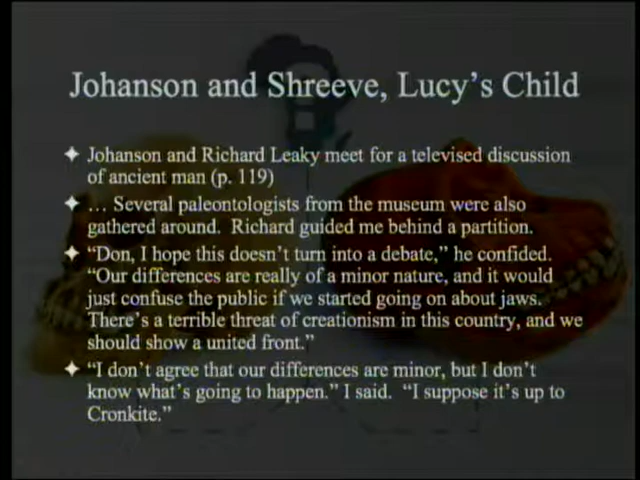 Johanson and Shreeve, Lucy's Child
✦ Johanson and Richard Leaky meet for a televised discussion
of ancient man (p. 119)
✦ … Several paleontologists from the museum were also
gathered around. Richard guided me behind a partition.
✦ “Don, I hope this doesn't turn into a debate,” he confided.
“Our differences are really of a minor nature, and it would
just confuse the public if we started going on about jaws.
There's a terrible threat of creationism in this country, and we
should show a united front.”
✦ “I don't agree that our differences are minor, but I don't
know what's going to happen.” I said. “I suppose it's up to
Cronkite.”